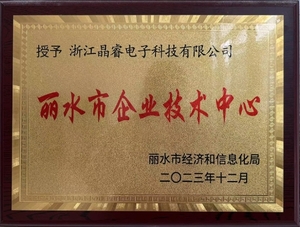 授予 浙江晶睿电子科技有限公司
丽水市企业技术中心
丽水市经济和信息化局
二〇二三年十二月